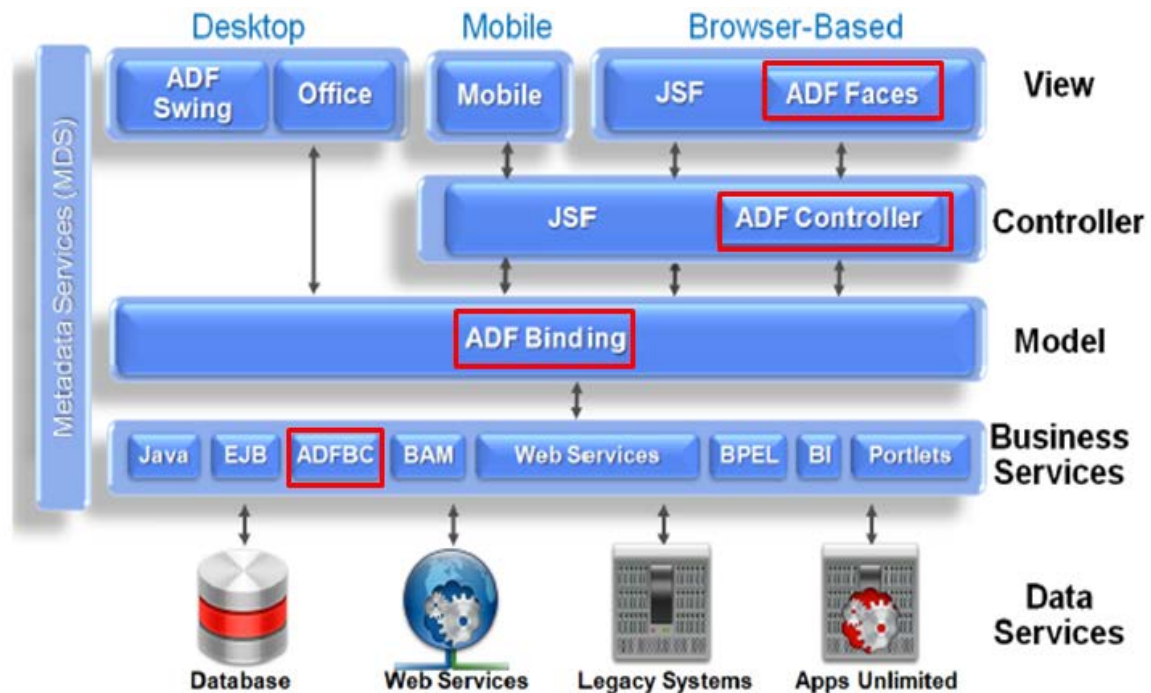 Desktop
Mobile
Browser-Based
Metadata Services (MDS)
ADF
Swing
Office
Mobile
JSF
ADF Faces
View
JSF
ADF Controller
Controller
ADF Binding
Model
Java
EJB
ADFBC
BAM
Web Services
BPEL
BI
Portlets
Business
Services
Data
Services
Database
Web Services
Legacy Systems
Apps Unlimited